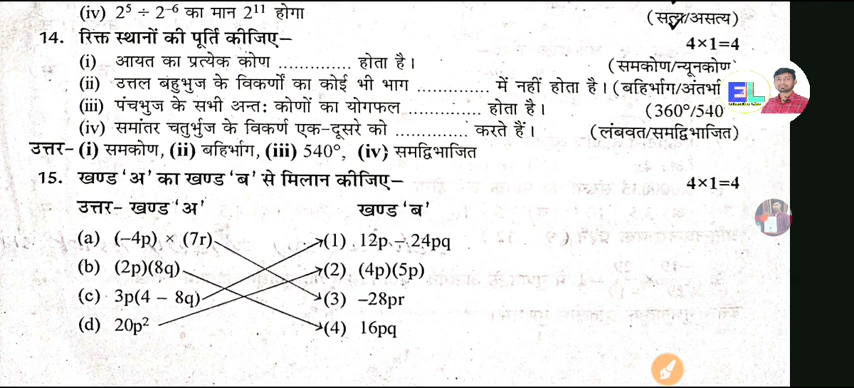 (iv) 2⁵ ÷ 2⁻⁶ का मान 2¹¹ होगा (सत्य/असत्य)
14. रिक्त स्थानों की पूर्ति कीजिए– 4×1=4
(i) आयत का प्रत्येक कोण .............. होता है। (समकोण/न्यूनकोण
(ii) उत्तल बहुभुज के विकर्णों का कोई भी भाग .............. में नहीं होता है। (बहिर्भाग/अंतर्भा
EL
(iii) पंचभुज के सभी अन्तः कोणों का योगफल .............. होता है। (360°/540
(iv) समांतर चतुर्भुज के विकर्ण एक-दूसरे को .............. करते हैं। (लंबवत/समद्विभाजित)
उत्तर– (i) समकोण, (ii) बहिर्भाग, (iii) 540°, (iv) समद्विभाजित
15. खण्ड 'अ' का खण्ड 'ब' से मिलान कीजिए– 4×1=4
उत्तर– खण्ड 'अ' खण्ड 'ब'
(a) (–4p) × (7r) (1) 12p – 24pq
(b) (2p)(8q) (2) (4p)(5p)
(c) 3p(4 – 8q) (3) –28pr
(d) 20p² (4) 16pq